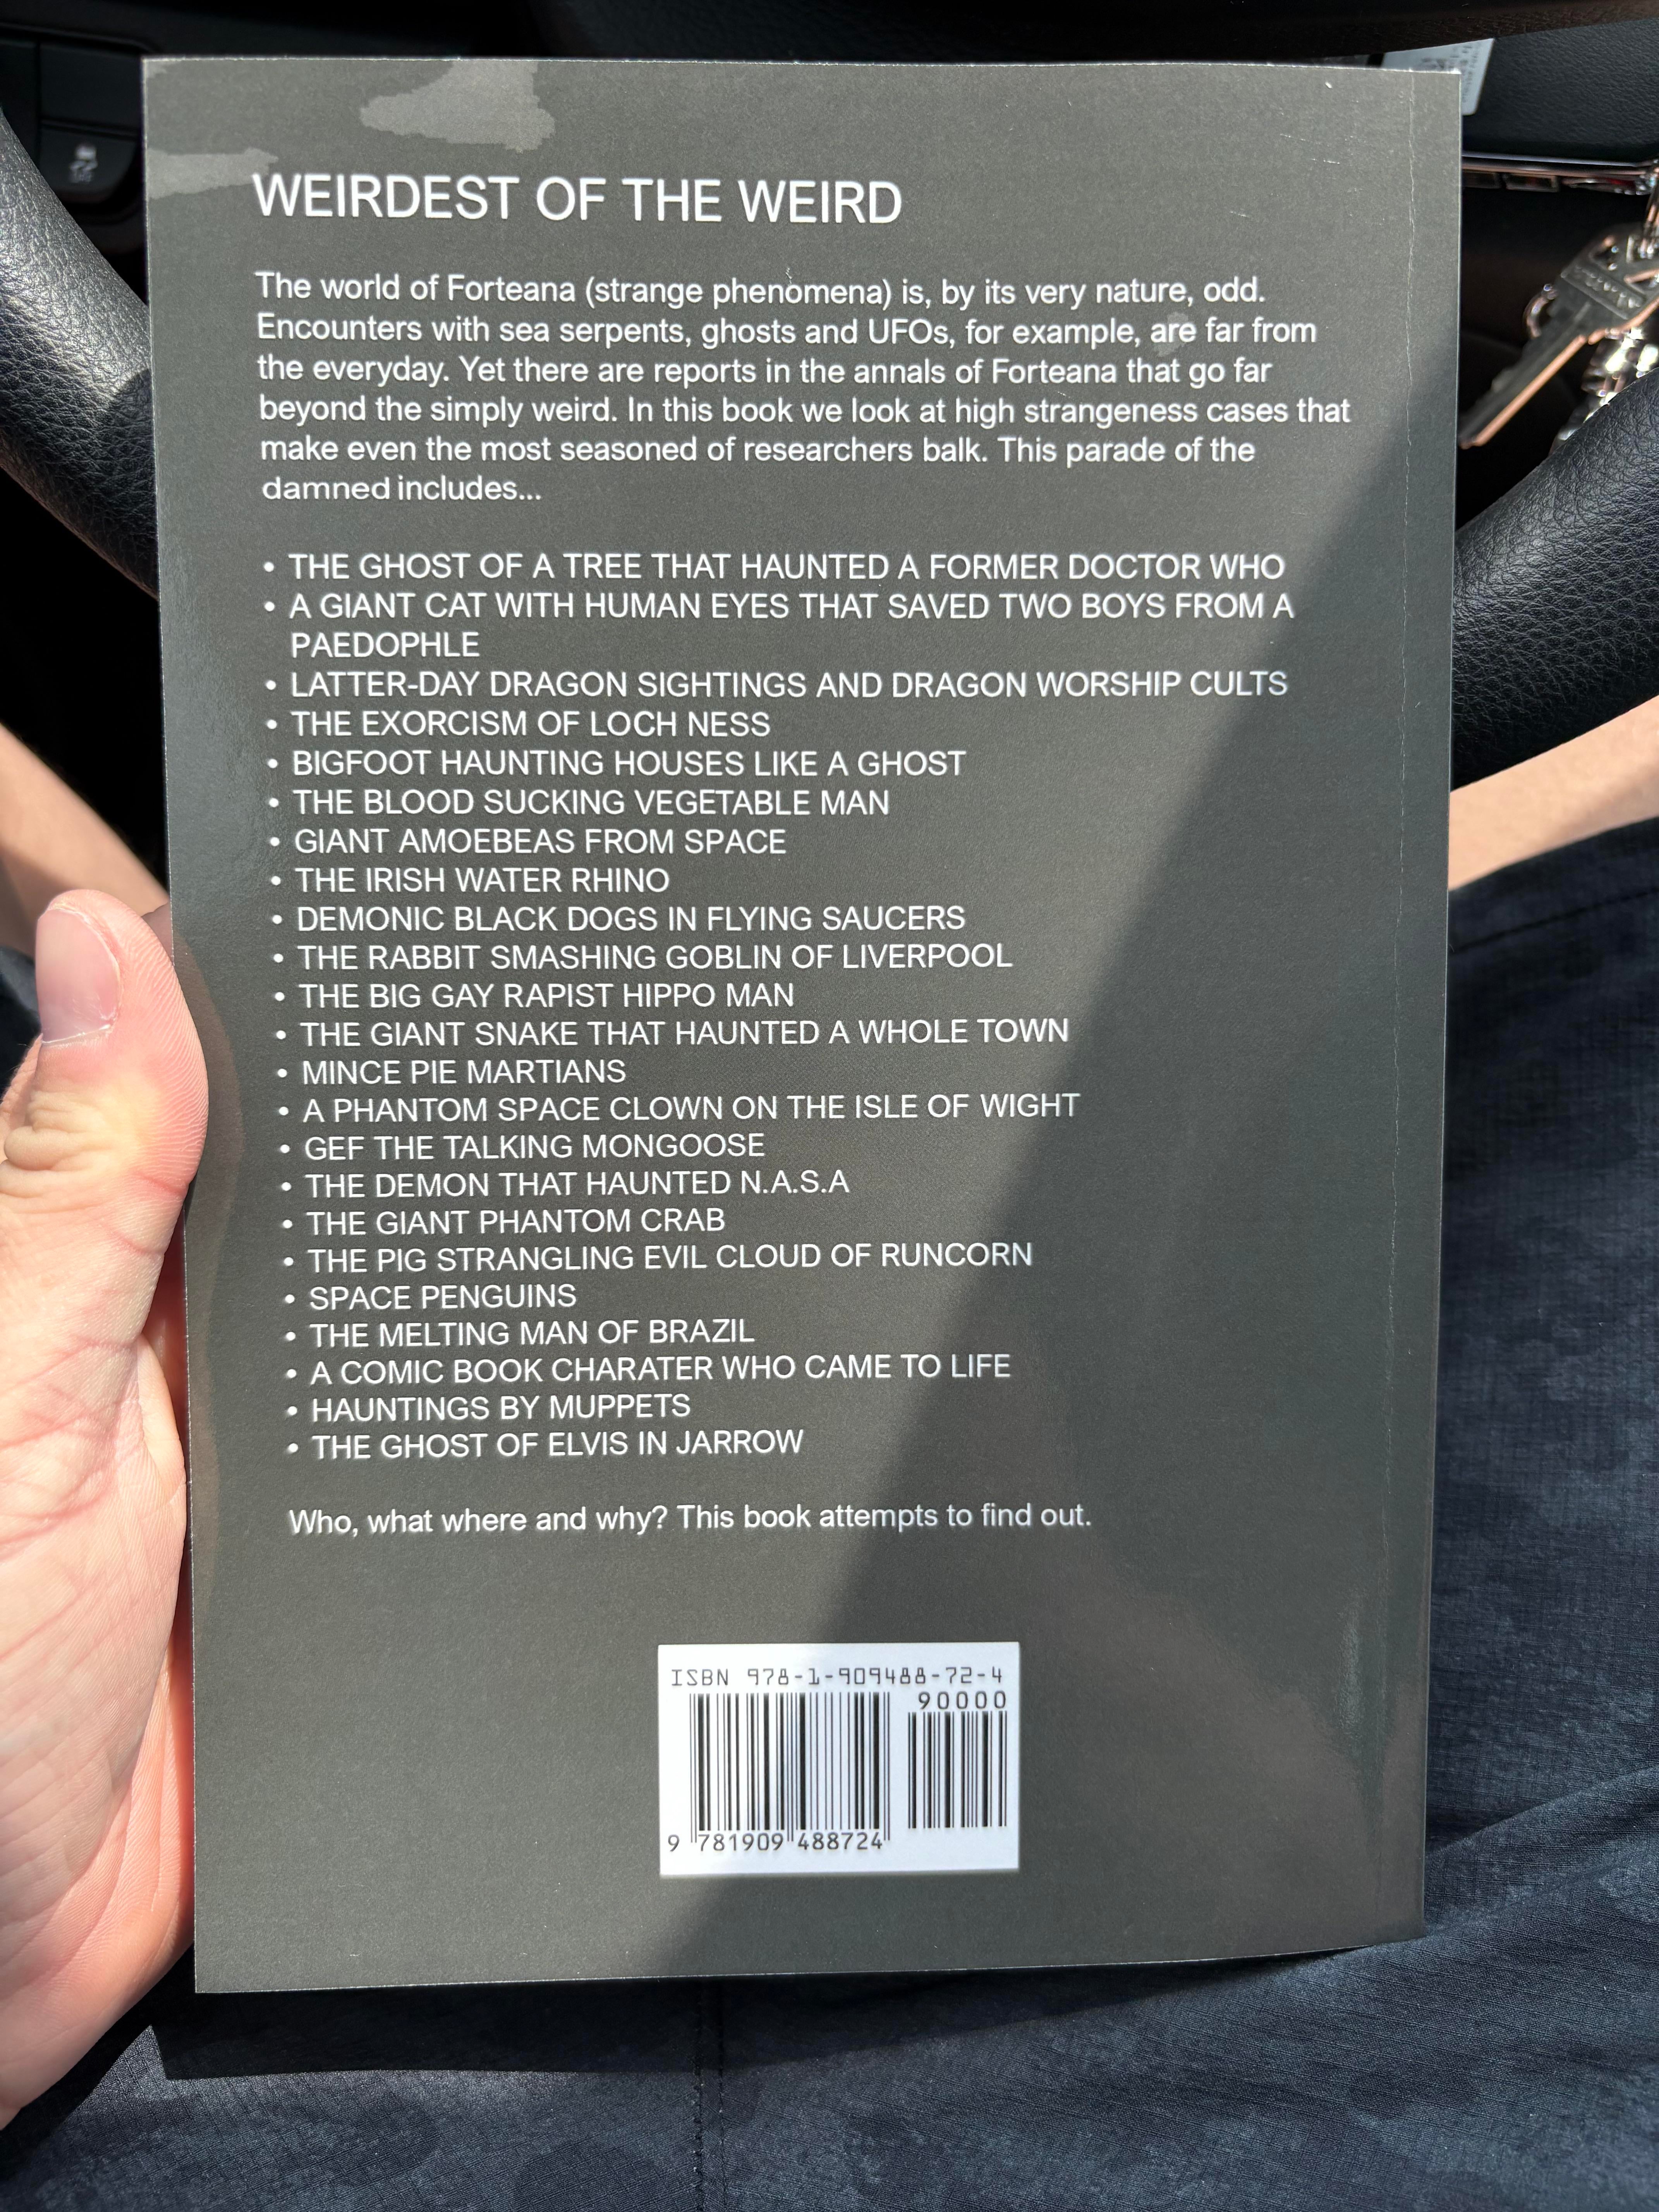 WEIRDEST OF THE WEIRD
The world of Forteana (strange phenomena) is, by its very nature, odd.
Encounters with sea serpents, ghosts and UFOs, for example, are far from
the everyday. Yet there are reports in the annals of Forteana that go far
beyond the simply weird. In this book we look at high strangeness cases that
make even the most seasoned of researchers balk. This parade of the
damned includes...
• THE GHOST OF A TREE THAT HAUNTED A FORMER DOCTOR WHO
• A GIANT CAT WITH HUMAN EYES THAT SAVED TWO BOYS FROM A
PAEDOPHLE
• LATTER-DAY DRAGON SIGHTINGS AND DRAGON WORSHIP CULTS
• THE EXORCISM OF LOCH NESS
• BIGFOOT HAUNTING HOUSES LIKE A GHOST
• THE BLOOD SUCKING VEGETABLE MAN
• GIANT AMOEBEAS FROM SPACE
• THE IRISH WATER RHINO
• DEMONIC BLACK DOGS IN FLYING SAUCERS
• THE RABBIT SMASHING GOBLIN OF LIVERPOOL
• THE BIG GAY RAPIST HIPPO MAN
• THE GIANT SNAKE THAT HAUNTED A WHOLE TOWN
• MINCE PIE MARTIANS
• A PHANTOM SPACE CLOWN ON THE ISLE OF WIGHT
• GEF THE TALKING MONGOOSE
• THE DEMON THAT HAUNTED N.A.S.A
• THE GIANT PHANTOM CRAB
• THE PIG STRANGLING EVIL CLOUD OF RUNCORN
• SPACE PENGUINS
• THE MELTING MAN OF BRAZIL
• A COMIC BOOK CHARATER WHO CAME TO LIFE
• HAUNTINGS BY MUPPETS
• THE GHOST OF ELVIS IN JARROW
Who, what where and why? This book attempts to find out.
ISBN 978-1-909488-72-4
90000
9 781909 488724